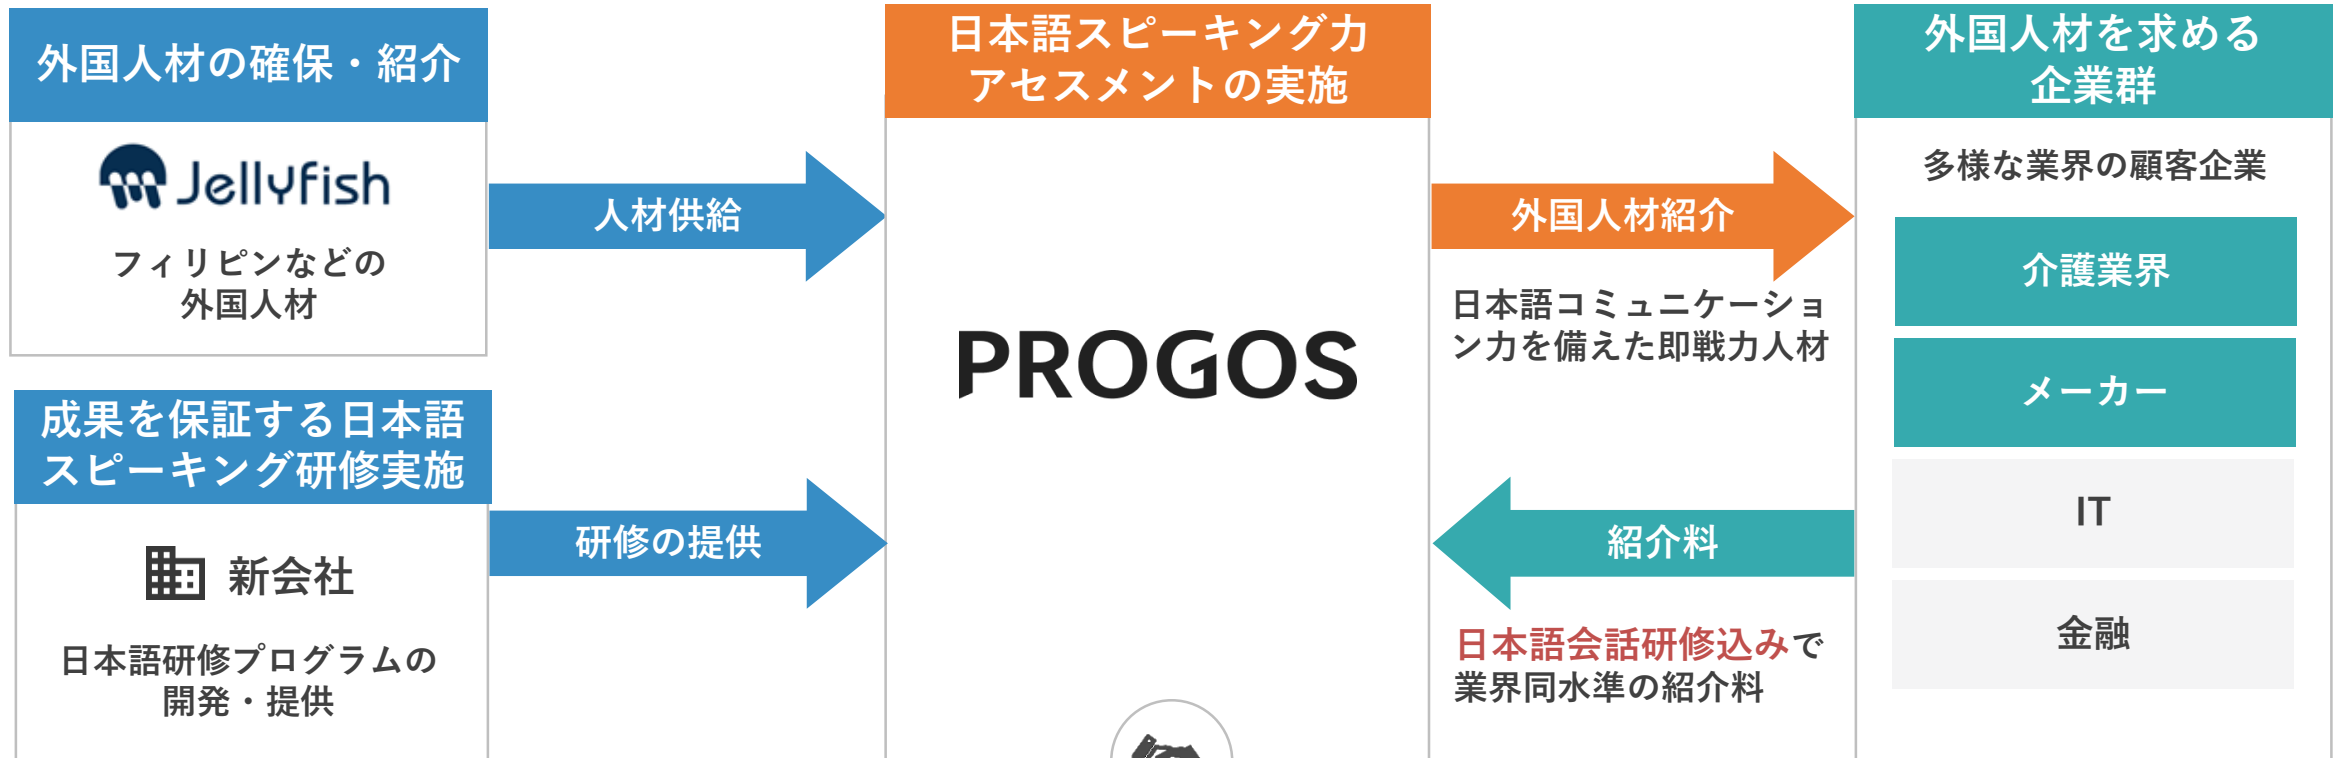 外国人材の確保・紹介
Jellyfish
フィリピンなどの
外国人材
成果を保証する日本語
スピーキング研修実施
新会社
日本語研修プログラムの
開発・提供
人材供給
研修の提供
日本語スピーキング力
アセスメントの実施
PROGOS
外国人材紹介
日本語コミュニケーショ
ン力を備えた即戦力人材
紹介料
日本語会話研修込みで
業界同水準の紹介料
外国人材を求める
企業群
多様な業界の顧客企業
介護業界
メーカー
IT
金融